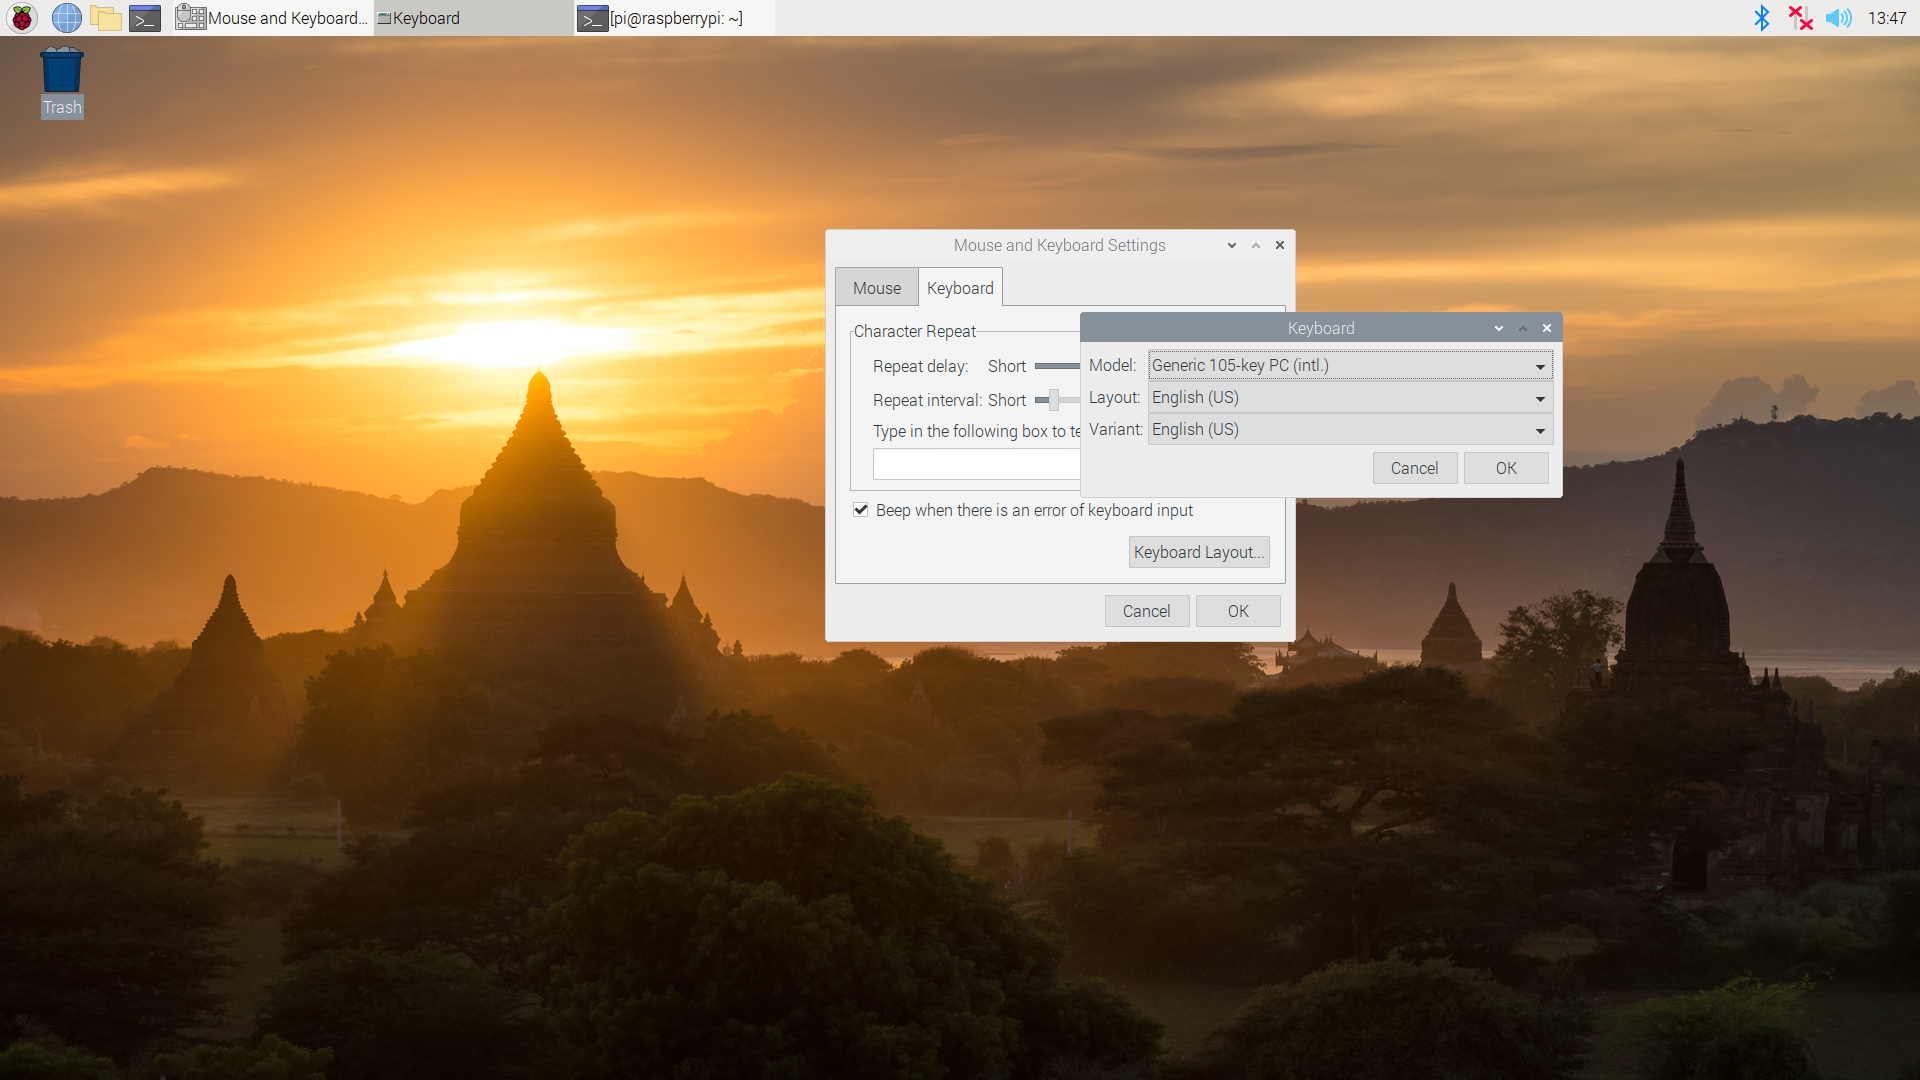 Mouse and Keyboard...
Keyboard
[pi@raspberrypi: ~]
13:47
Trash
Mouse and Keyboard Settings
Mouse
Keyboard
Character Repeat
Repeat delay: Short
Repeat interval: Short
Type in the following box to te
Beep when there is an error of keyboard input
Keyboard Layout...
Cancel
OK
Keyboard
Model: Generic 105-key PC (intl.)
Layout: English (US)
Variant: English (US)
Cancel
OK